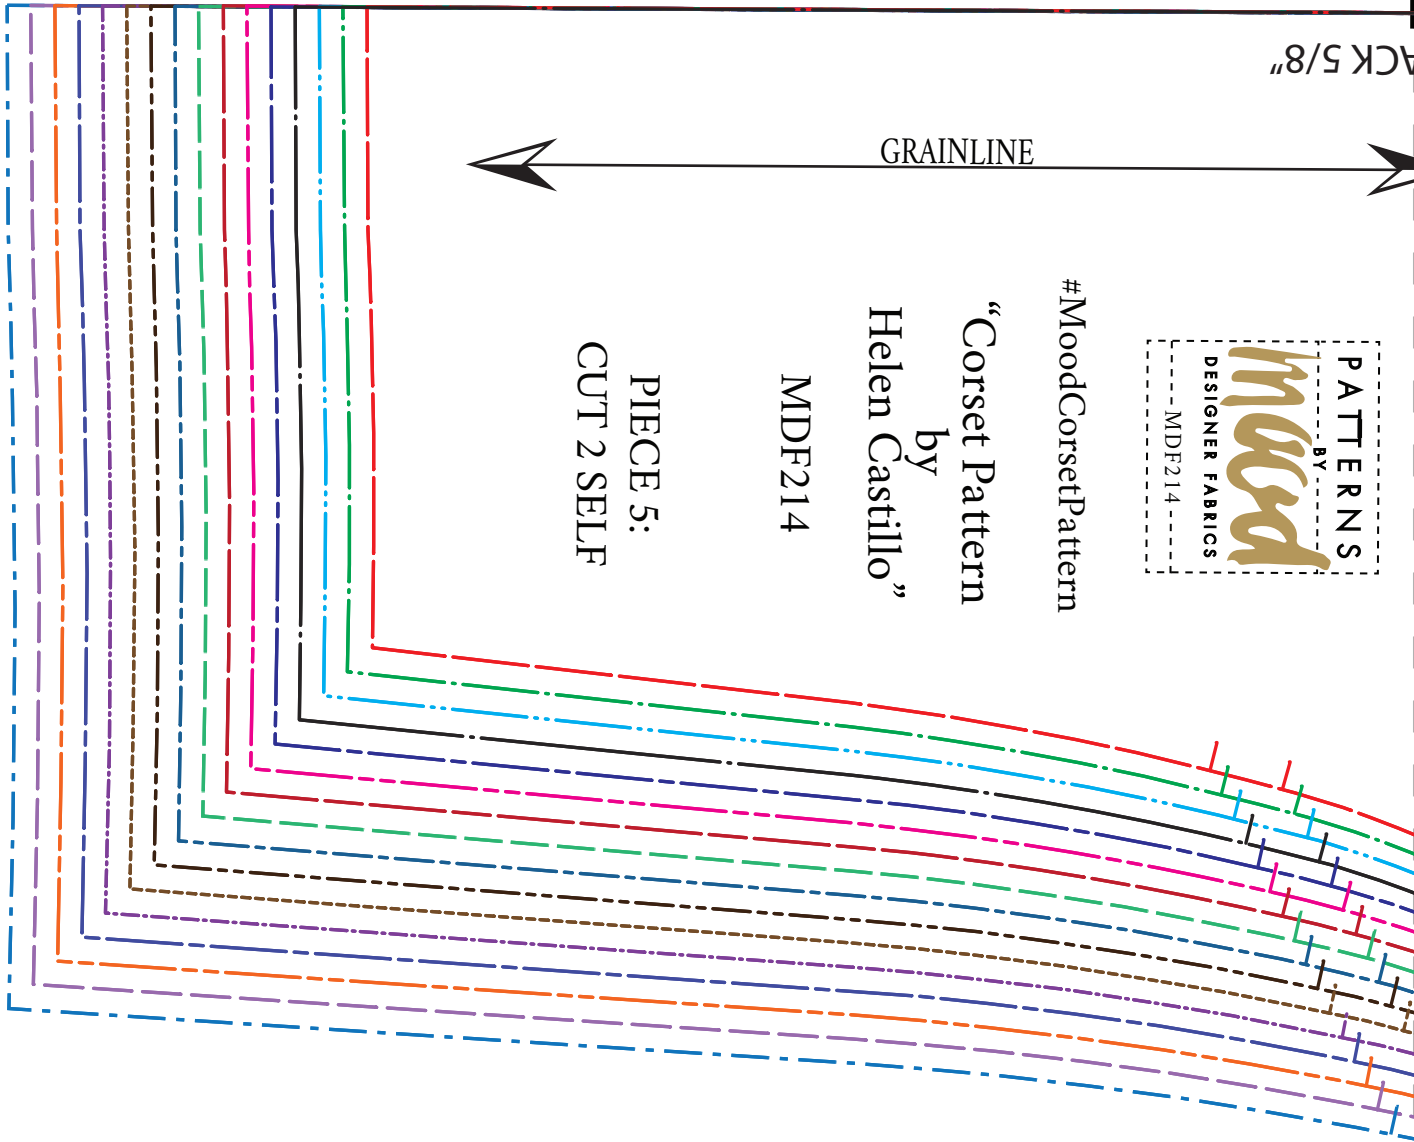 ACK 5/8"
GRAINLINE
PATTERNS
BY
mood
DESIGNER FABRICS
MDF214
#MoodCorsetPatttern
“Corset Pattern
by
Helen Castillo”
MDF214
PIECE 5:
CUT 2 SELF